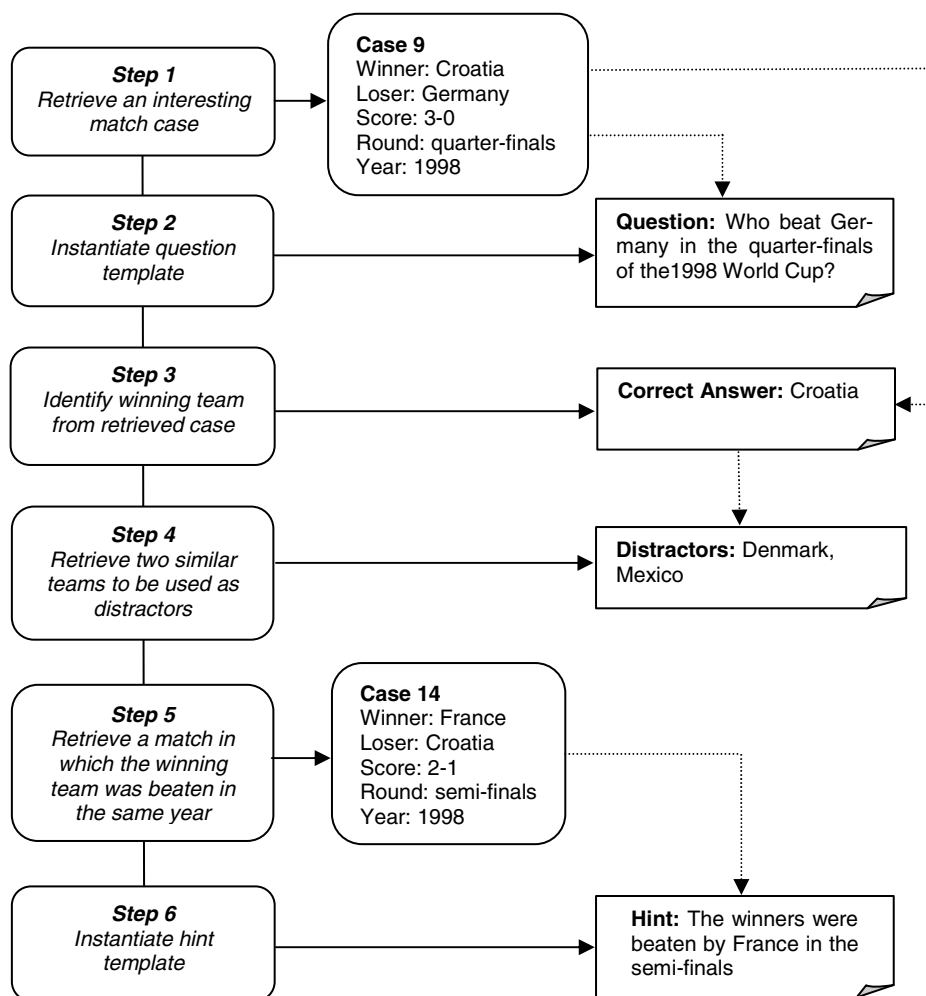 Step 1
Retrieve an interesting
match case
Case 9
Winner: Croatia
Loser: Germany
Score: 3-0
Round: quarter-finals
Year: 1998
Step 2
Instantiate question
template
Question: Who beat Ger-
many in the quarter-finals
of the1998 World Cup?
Step 3
Identify winning team
from retrieved case
Correct Answer: Croatia
Step 4
Retrieve two similar
teams to be used as
distractors
Distractors: Denmark,
Mexico
Step 5
Retrieve a match in
which the winning
team was beaten in
the same year
Case 14
Winner: France
Loser: Croatia
Score: 2-1
Round: semi-finals
Year: 1998
Step 6
Instantiate hint
template
Hint: The winners were
beaten by France in the
semi-finals